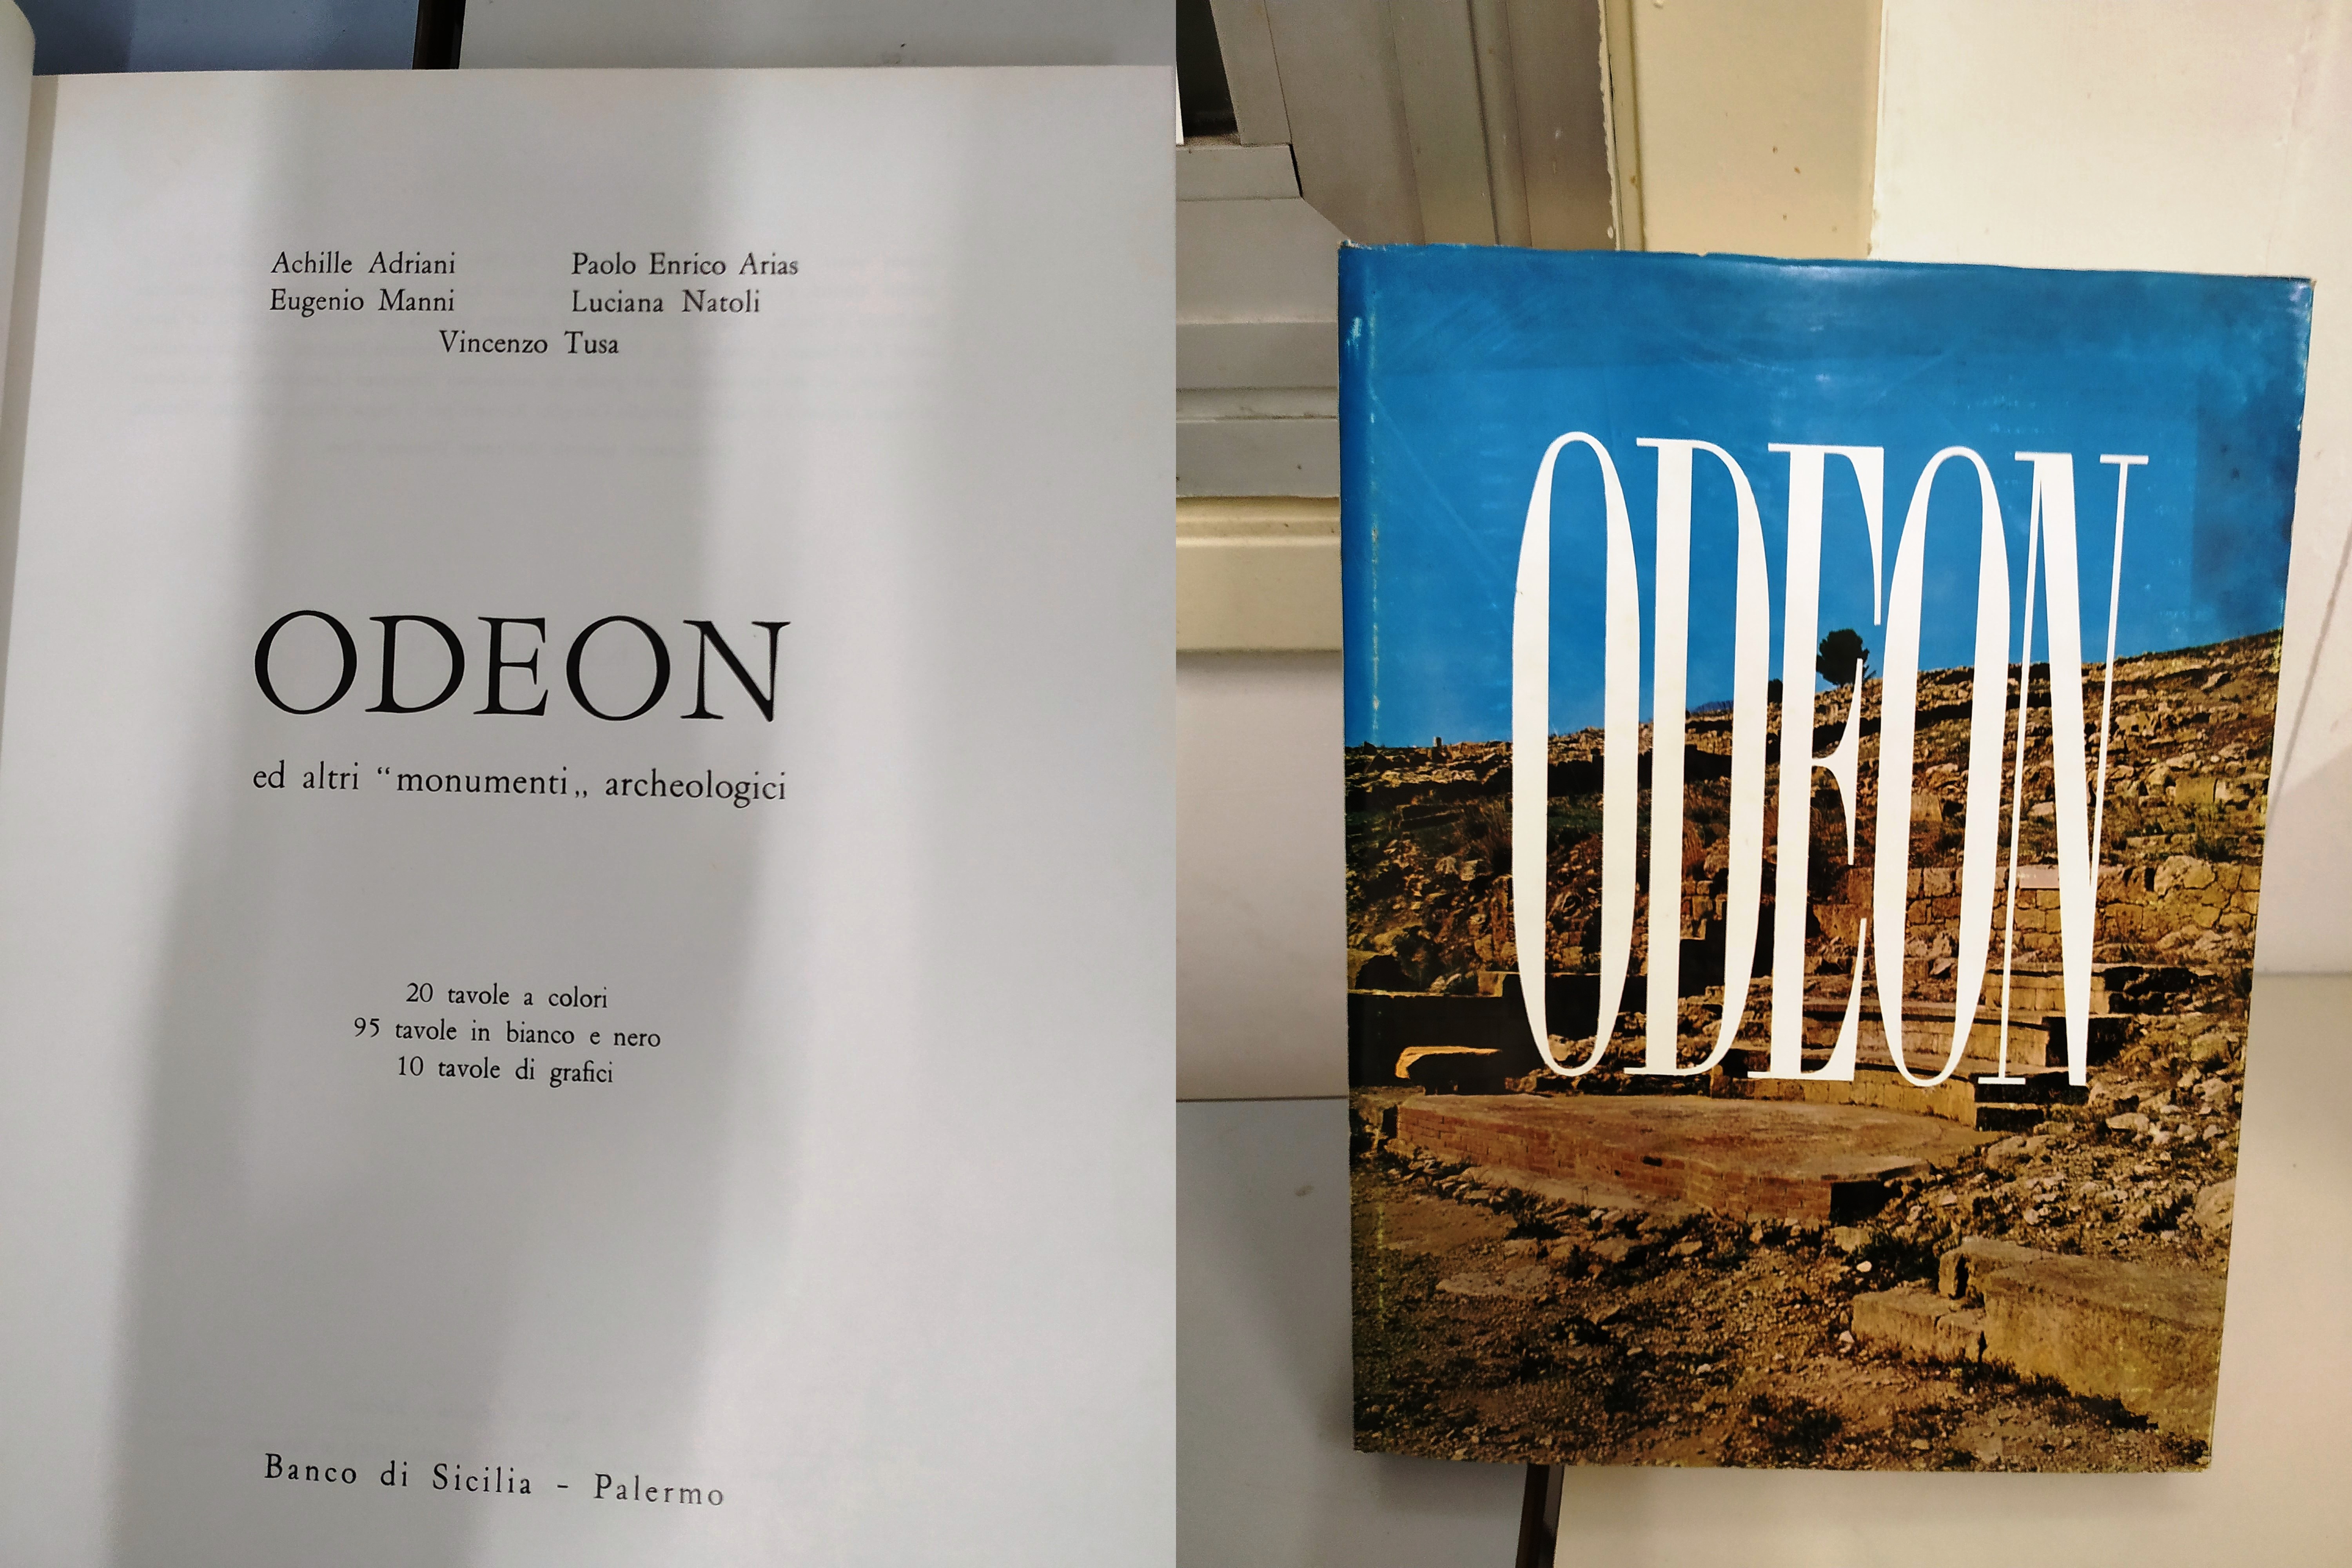 Achille Adriani Paolo Enrico Arias
Eugenio Manni Luciana Natoli
Vincenzo Tusa
ODEON
ed altri “monumenti„ archeologici
20 tavole a colori
95 tavole in bianco e nero
10 tavole di grafici
Banco di Sicilia - Palermo
ODEON